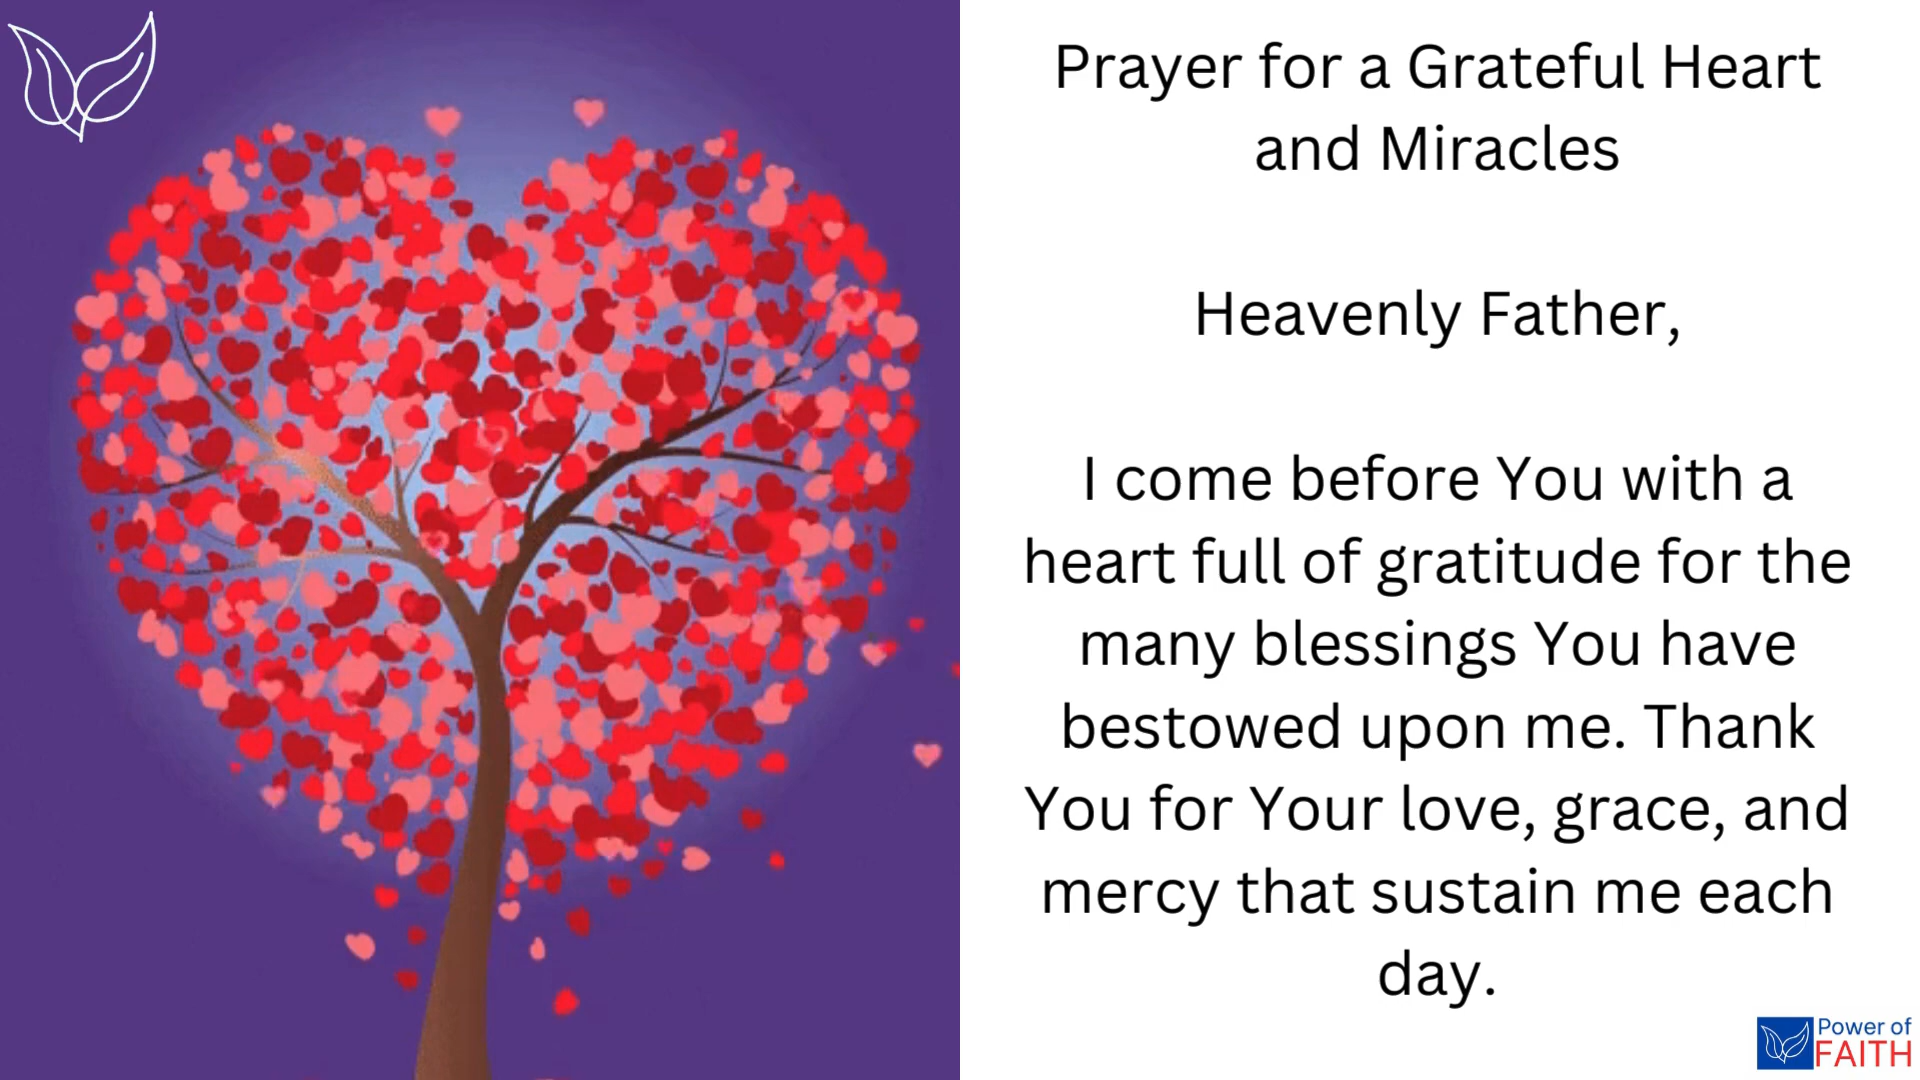 Prayer for a Grateful Heart
and Miracles
Heavenly Father,
I come before You with a
heart full of gratitude for the
many blessings You have
bestowed upon me. Thank
You for Your love, grace, and
mercy that sustain me each
day.
Power of
FAITH